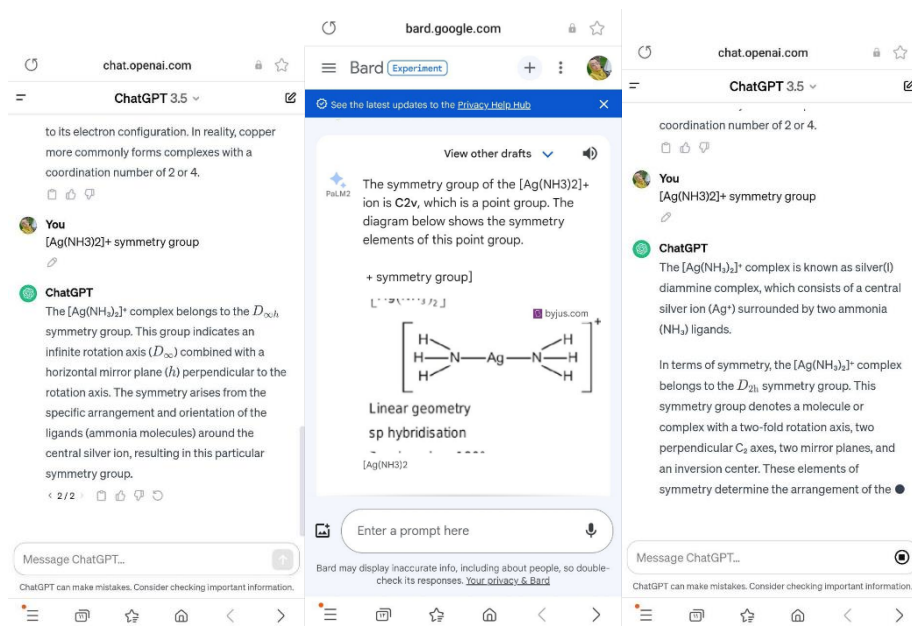 chat.openai.com
ChatGPT 3.5
to its electron configuration. In reality, copper
more commonly forms complexes with a
coordination number of 2 or 4.
You
[Ag(NH3)2]+ symmetry group
ChatGPT
The [Ag(NH₃)₂]⁺ complex belongs to the D∞h
symmetry group. This group indicates an
infinite rotation axis (D∞) combined with a
horizontal mirror plane (h) perpendicular to the
rotation axis. The symmetry arises from the
specific arrangement and orientation of the
ligands (ammonia molecules) around the
central silver ion, resulting in this particular
symmetry group.
< 2/2 >
Message ChatGPT...
ChatGPT can make mistakes. Consider checking important information.
bard.google.com
Bard Experiment
See the latest updates to the Privacy Help Hub
View other drafts
PaLM2
The symmetry group of the [Ag(NH3)2]+
ion is C2v, which is a point group. The
diagram below shows the symmetry
elements of this point group.
+ symmetry group]
byjus.com
+
H H
H—N—Ag—N—H
H H
Linear geometry
sp hybridisation
[Ag(NH3)2
Enter a prompt here
Bard may display inaccurate info, including about people, so double-
check its responses. Your privacy & Bard
chat.openai.com
ChatGPT 3.5
coordination number of 2 or 4.
You
[Ag(NH3)2]+ symmetry group
ChatGPT
The [Ag(NH₃)₂]⁺ complex is known as silver(I)
diammine complex, which consists of a central
silver ion (Ag⁺) surrounded by two ammonia
(NH₃) ligands.
In terms of symmetry, the [Ag(NH₃)₂]⁺ complex
belongs to the D₂h symmetry group. This
symmetry group denotes a molecule or
complex with a two-fold rotation axis, two
perpendicular C₂ axes, two mirror planes, and
an inversion center. These elements of
symmetry determine the arrangement of the
Message ChatGPT...
ChatGPT can make mistakes. Consider checking important information.